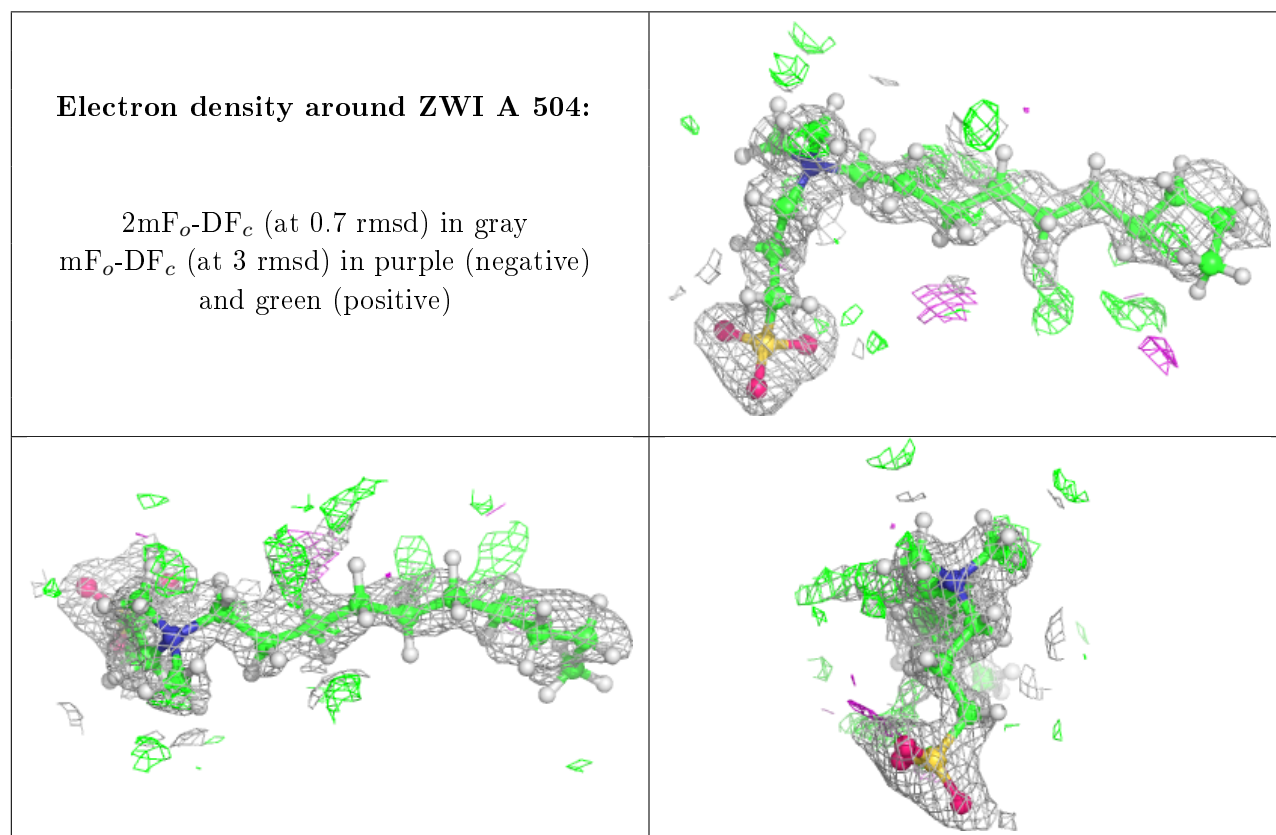 Electron density around ZWI A 504:
2mFo-DFc (at 0.7 rmsd) in gray
mFo-DFc (at 3 rmsd) in purple (negative)
and green (positive)